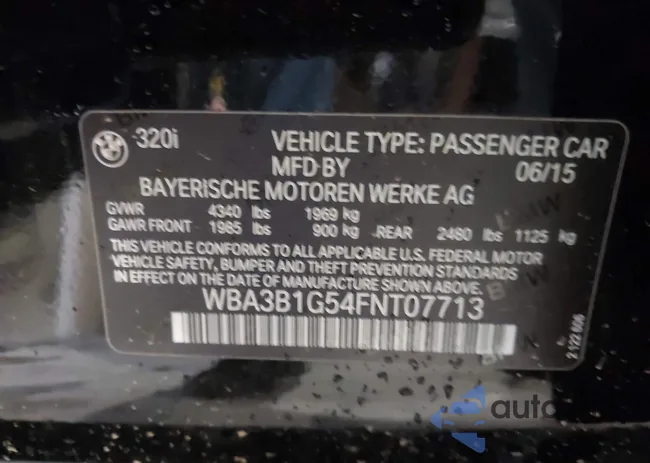 320i VEHICLE TYPE: PASSENGER CAR
MFD BY 06/15
BAYERISCHE MOTOREN WERKE AG
GVWR 4340 lbs 1969 kg
GAWR FRONT 1985 lbs 900 kg REAR 2480 lbs 1125 kg
THIS VEHICLE CONFORMS TO ALL APPLICABLE U.S. FEDERAL MOTOR
VEHICLE SAFETY, BUMPER AND THEFT PREVENTION STANDARDS
IN EFFECT ON THE DATE OF MANUFACTURE SHOWN ABOVE.
WBA3B1G54FNT07713